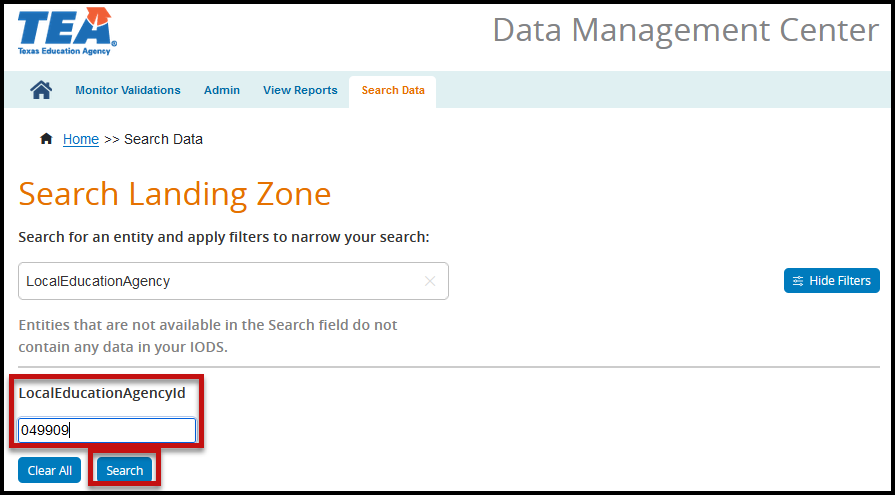 TEA
Texas Education Agency®
Data Management Center
Monitor Validations Admin View Reports Search Data
Home >> Search Data
Search Landing Zone
Search for an entity and apply filters to narrow your search:
LocalEducationAgency
Hide Filters
Entities that are not available in the Search field do not
contain any data in your IODS.
LocalEducationAgencyId
049909
Clear All Search